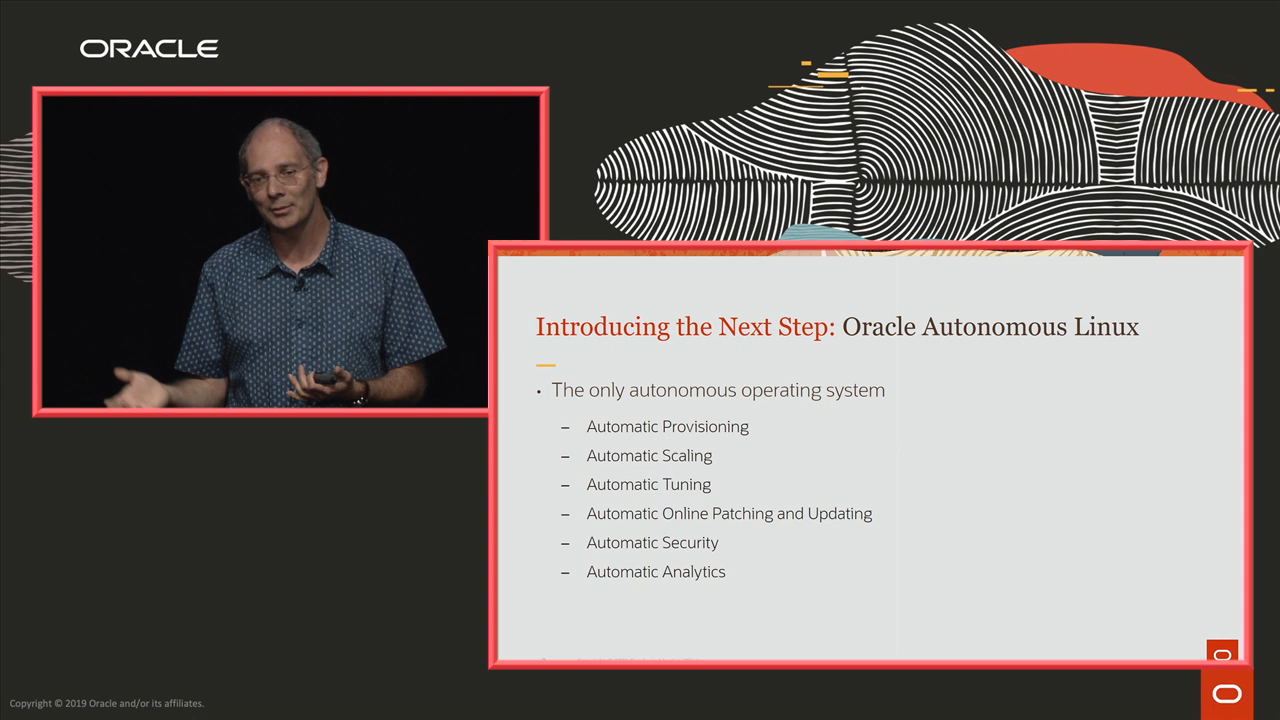 ORACLE
Introducing the Next Step: Oracle Autonomous Linux
• The only autonomous operating system
– Automatic Provisioning
– Automatic Scaling
– Automatic Tuning
– Automatic Online Patching and Updating
– Automatic Security
– Automatic Analytics
Copyright © 2019 Oracle and/or its affiliates.